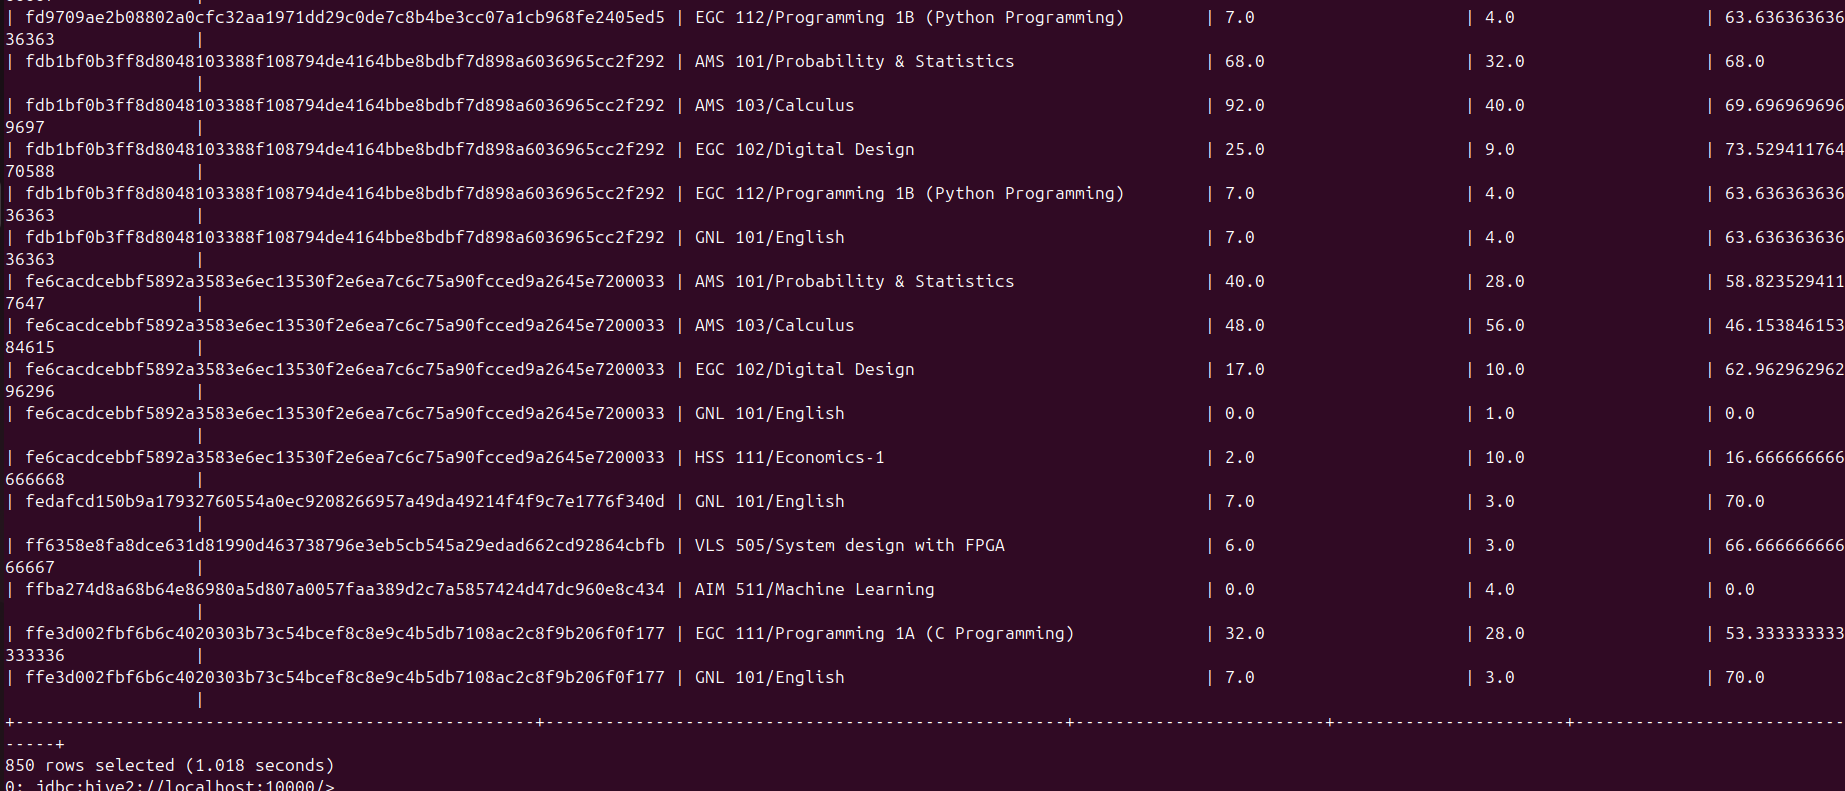 | fd9709ae2b08802a0cfc32aa1971dd29c0de7c8b4be3cc07a1cb968fe2405ed5 | EGC 112/Programming 1B (Python Programming) | 7.0 | 4.0 | 63.636363636
36363 |
| fdb1bf0b3ff8d8048103388f108794de4164bbe8bdbf7d898a6036965cc2f292 | AMS 101/Probability & Statistics | 68.0 | 32.0 | 68.0
|
| fdb1bf0b3ff8d8048103388f108794de4164bbe8bdbf7d898a6036965cc2f292 | AMS 103/Calculus | 92.0 | 40.0 | 69.696969696
9697 |
| fdb1bf0b3ff8d8048103388f108794de4164bbe8bdbf7d898a6036965cc2f292 | EGC 102/Digital Design | 25.0 | 9.0 | 73.529411764
70588 |
| fdb1bf0b3ff8d8048103388f108794de4164bbe8bdbf7d898a6036965cc2f292 | EGC 112/Programming 1B (Python Programming) | 7.0 | 4.0 | 63.636363636
36363 |
| fdb1bf0b3ff8d8048103388f108794de4164bbe8bdbf7d898a6036965cc2f292 | GNL 101/English | 7.0 | 4.0 | 63.636363636
36363 |
| fe6cacdcebbf5892a3583e6ec13530f2e6ea7c6c75a90fcced9a2645e7200033 | AMS 101/Probability & Statistics | 40.0 | 28.0 | 58.823529411
7647 |
| fe6cacdcebbf5892a3583e6ec13530f2e6ea7c6c75a90fcced9a2645e7200033 | AMS 103/Calculus | 48.0 | 56.0 | 46.153846153
84615 |
| fe6cacdcebbf5892a3583e6ec13530f2e6ea7c6c75a90fcced9a2645e7200033 | EGC 102/Digital Design | 17.0 | 10.0 | 62.962962962
96296 |
| fe6cacdcebbf5892a3583e6ec13530f2e6ea7c6c75a90fcced9a2645e7200033 | GNL 101/English | 0.0 | 1.0 | 0.0
|
| fe6cacdcebbf5892a3583e6ec13530f2e6ea7c6c75a90fcced9a2645e7200033 | HSS 111/Economics-1 | 2.0 | 10.0 | 16.666666666
666668 |
| fedafcd150b9a17932760554a0ec9208266957a49da49214f4f9c7e1776f340d | GNL 101/English | 7.0 | 3.0 | 70.0
|
| ff6358e8fa8dce631d81990d463738796e3eb5cb545a29edad662cd92864cbfb | VLS 505/System design with FPGA | 6.0 | 3.0 | 66.666666666
66667 |
| ffba274d8a68b64e86980a5d807a0057faa389d2c7a5857424d47dc960e8c434 | AIM 511/Machine Learning | 0.0 | 4.0 | 0.0
|
| ffe3d002fbf6b6c4020303b73c54bcef8c8e9c4b5db7108ac2c8f9b206f0f177 | EGC 111/Programming 1A (C Programming) | 32.0 | 28.0 | 53.333333333
333336 |
| ffe3d002fbf6b6c4020303b73c54bcef8c8e9c4b5db7108ac2c8f9b206f0f177 | GNL 101/English | 7.0 | 3.0 | 70.0
|
+----------------------------------------------------+----------------------------------------------------+-------------------------+-----------------------+---------------------------
-----+
850 rows selected (1.018 seconds)
0: jdbc:hive2://localhost:10000/>